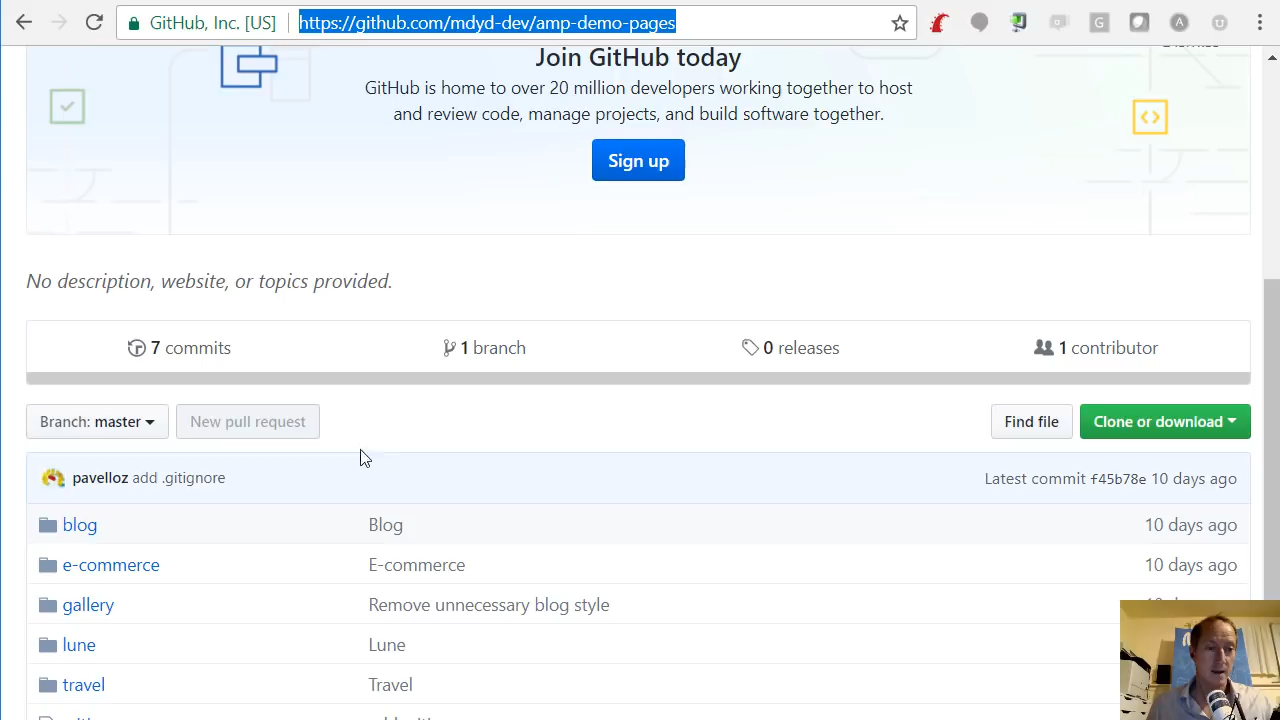 GitHub, Inc. [US]
https://github.com/mdyd-dev/amp-demo-pages
G
A
Join GitHub today
GitHub is home to over 20 million developers working together to host
and review code, manage projects, and build software together.
Sign up
No description, website, or topics provided.
7 commits
1 branch
0 releases
1 contributor
Branch: master
New pull request
Find file
Clone or download
pavelloz add .gitignore
Latest commit f45b78e 10 days ago
blog
Blog
10 days ago
e-commerce
E-commerce
10 days ago
gallery
Remove unnecessary blog style
lune
Lune
travel
Travel